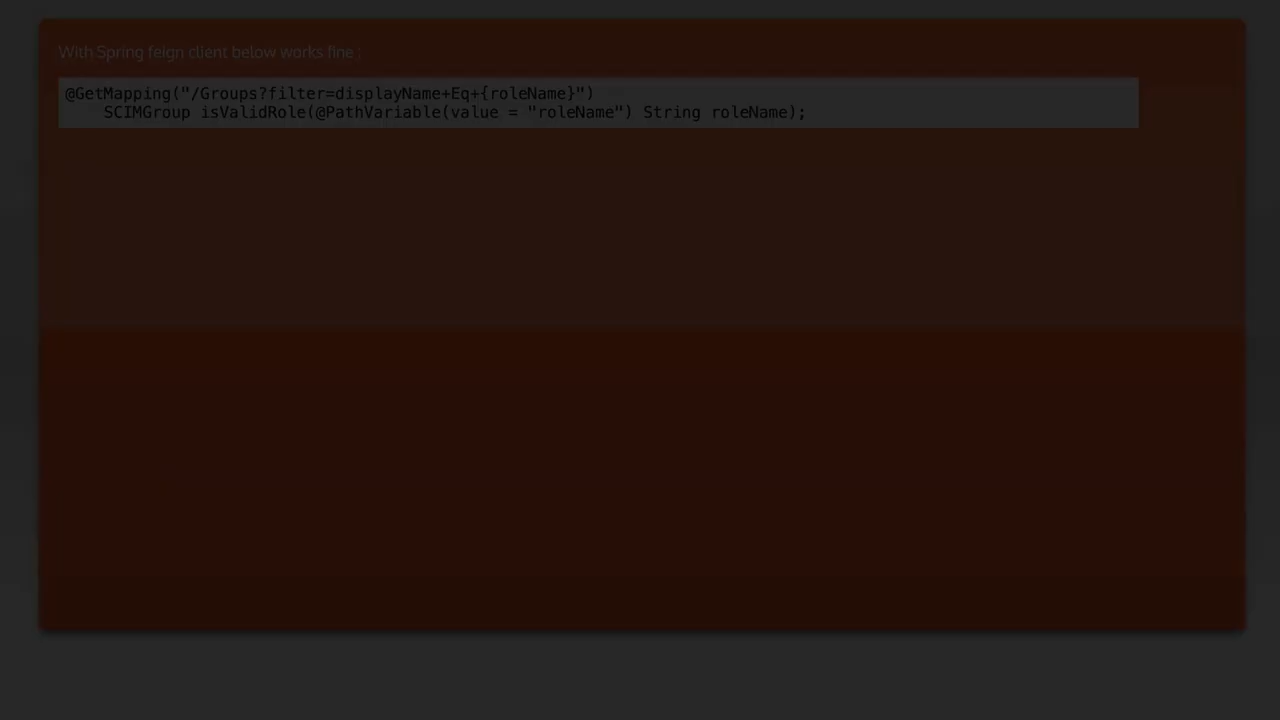 With Spring feign client below works fine :
@GetMapping("/Groups?filter=displayName+Eq+{roleName}")
    SCIMGroup isValidRole(@PathVariable(value = "roleName") String roleName);